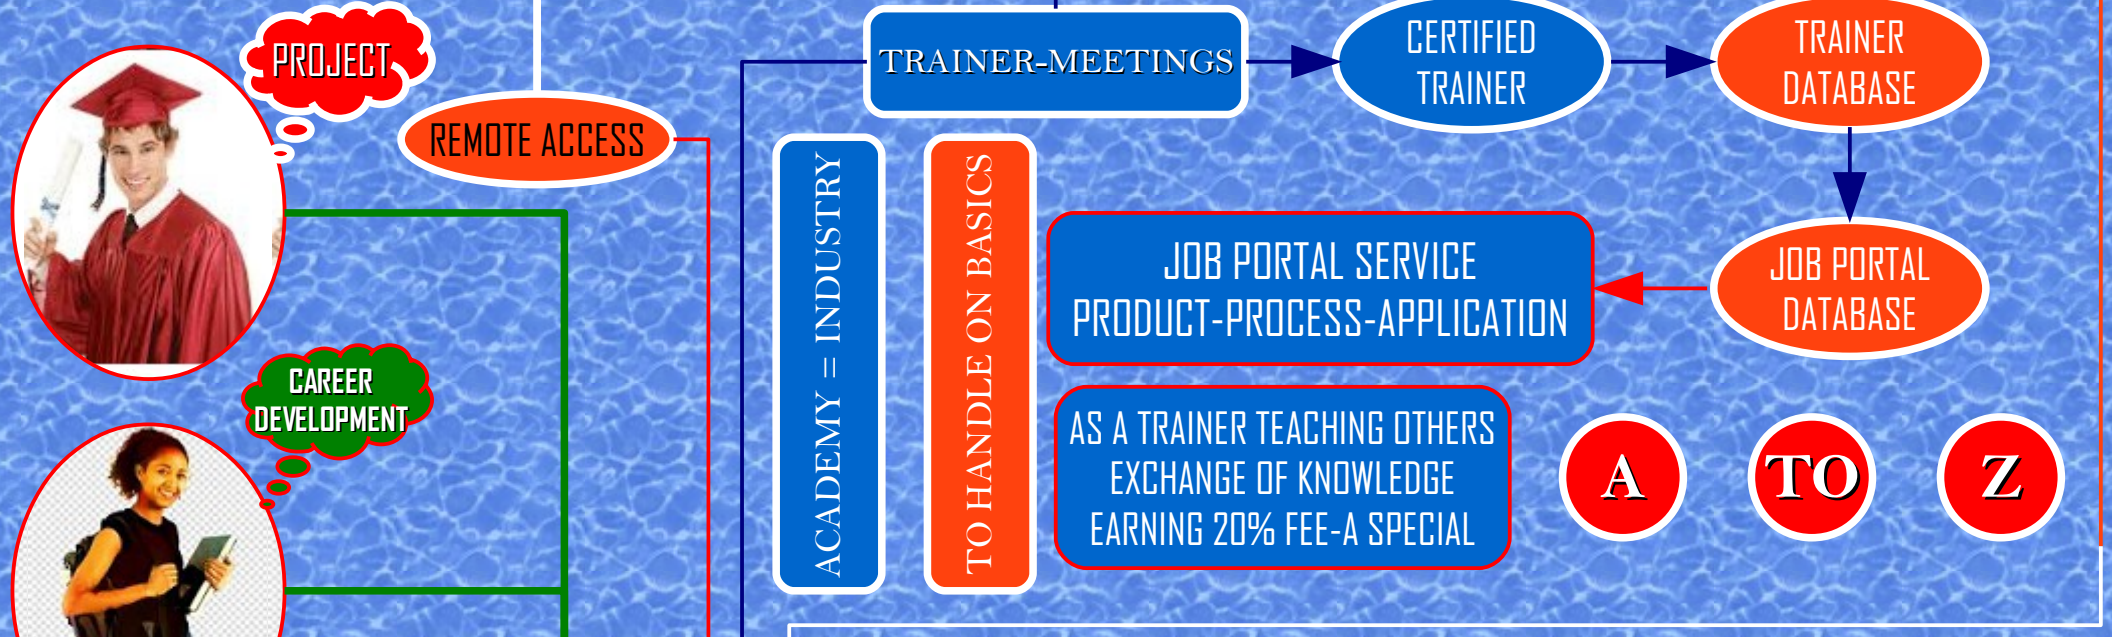 PROJECT
REMOTE ACCESS
CAREER
DEVELOPMENT
TRAINER-MEETINGS
CERTIFIED
TRAINER
TRAINER
DATABASE
ACADEMY = INDUSTRY
TO HANDLE ON BASICS
JOB PORTAL SERVICE
PRODUCT-PROCESS-APPLICATION
JOB PORTAL
DATABASE
AS A TRAINER TEACHING OTHERS
EXCHANGE OF KNOWLEDGE
EARNING 20% FEE-A SPECIAL
A TO Z